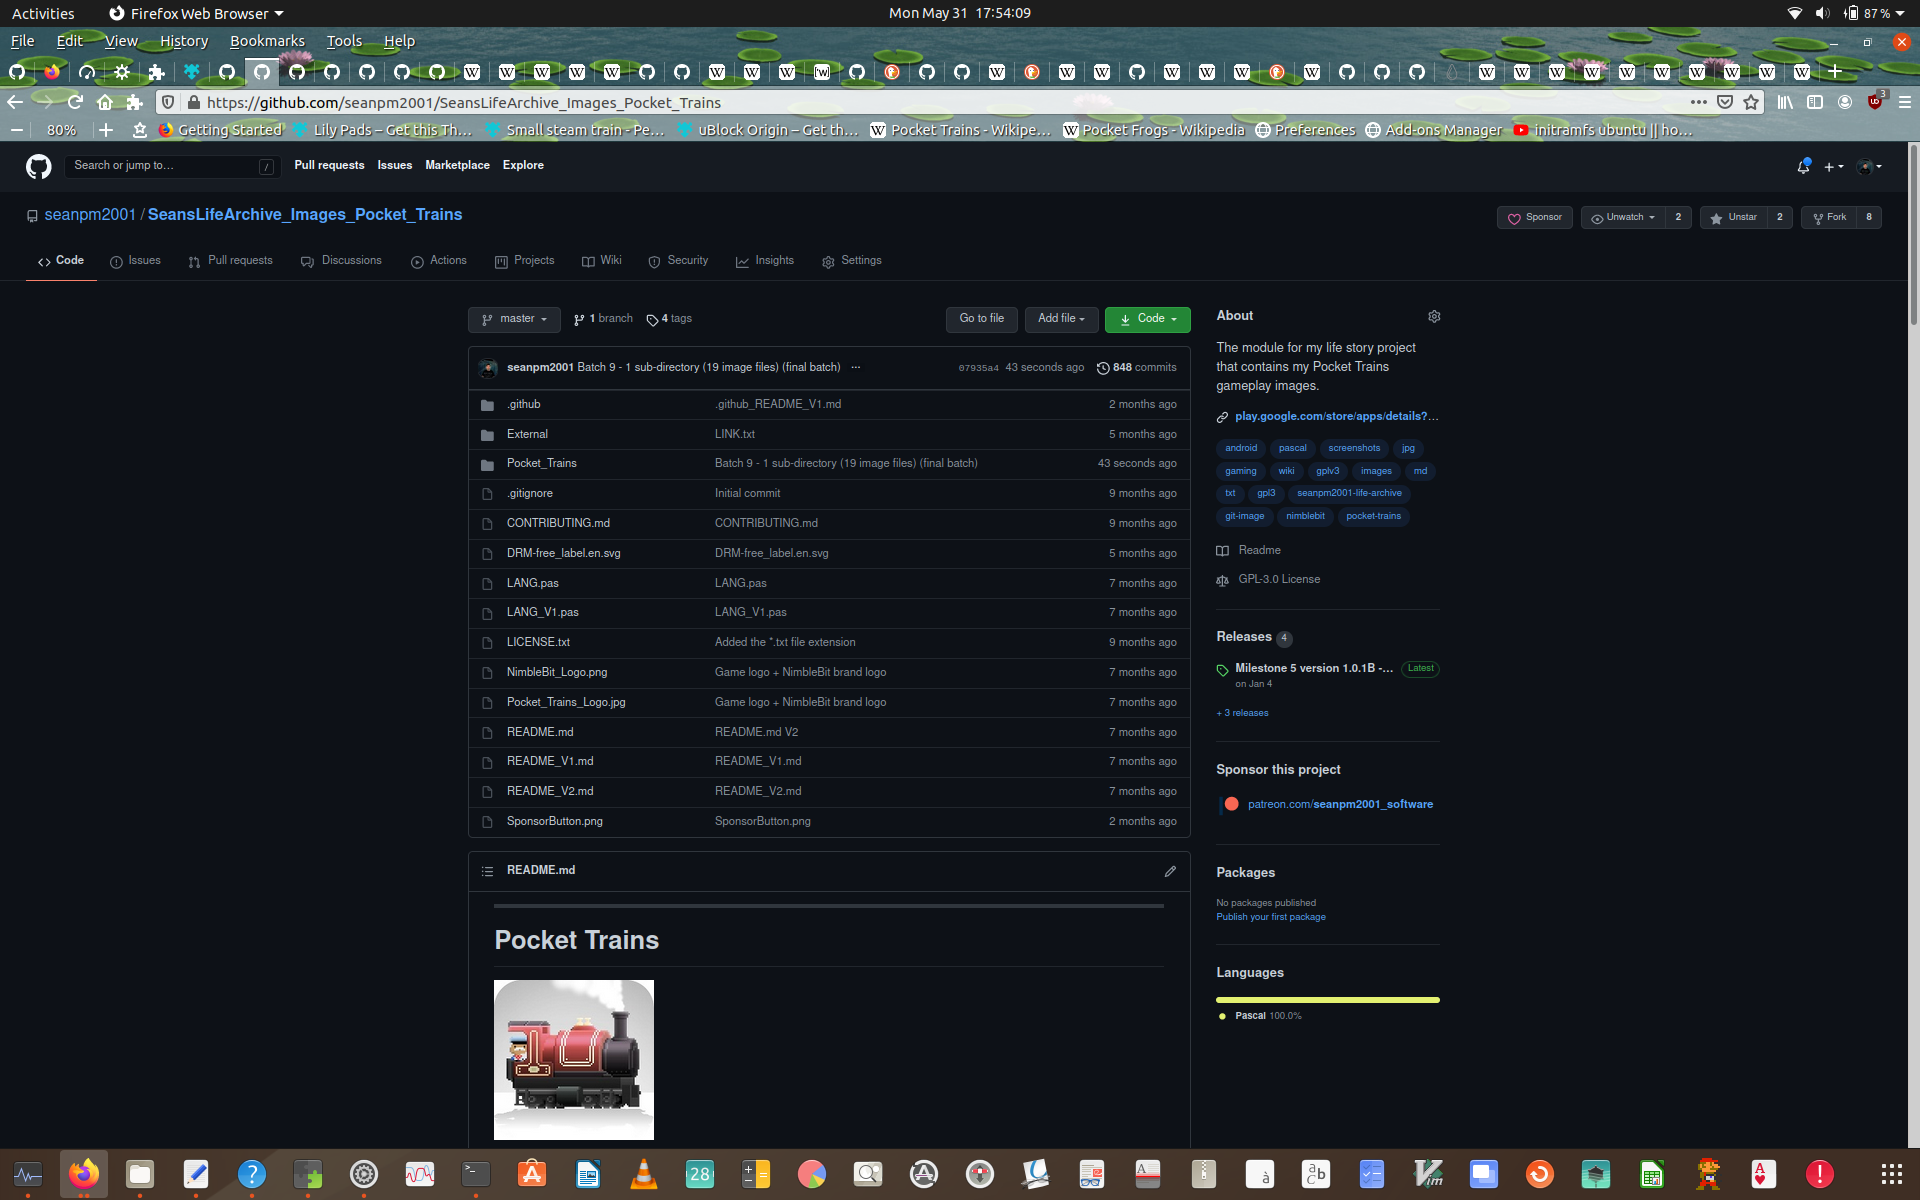 Activities Firefox Web Browser Mon May 31 17:54:09 87 %
File Edit View History Bookmarks Tools Help
https://github.com/seanpm2001/SeansLifeArchive_Images_Pocket_Trains 3
80% Getting Started Lily Pads – Get this Th… Small steam train - Pe… uBlock Origin – Get th… Pocket Trains - Wikipe… Pocket Frogs - Wikipedia Preferences Add-ons Manager initramfs ubuntu || ho…
Search or jump to… / Pull requests Issues Marketplace Explore
seanpm2001 / SeansLifeArchive_Images_Pocket_Trains Sponsor Unwatch 2 Unstar 2 Fork 8
Code Issues Pull requests Discussions Actions Projects Wiki Security Insights Settings
master 1 branch 4 tags Go to file Add file Code
seanpm2001 Batch 9 - 1 sub-directory (19 image files) (final batch) ... 07935a4 43 seconds ago 848 commits
.github .github_README_V1.md 2 months ago
External LINK.txt 5 months ago
Pocket_Trains Batch 9 - 1 sub-directory (19 image files) (final batch) 43 seconds ago
.gitignore Initial commit 9 months ago
CONTRIBUTING.md CONTRIBUTING.md 9 months ago
DRM-free_label.en.svg DRM-free_label.en.svg 5 months ago
LANG.pas LANG.pas 7 months ago
LANG_V1.pas LANG_V1.pas 7 months ago
LICENSE.txt Added the *.txt file extension 9 months ago
NimbleBit_Logo.png Game logo + NimbleBit brand logo 7 months ago
Pocket_Trains_Logo.jpg Game logo + NimbleBit brand logo 7 months ago
README.md README.md V2 7 months ago
README_V1.md README_V1.md 7 months ago
README_V2.md README_V2.md 7 months ago
SponsorButton.png SponsorButton.png 2 months ago
README.md
Pocket Trains
About
The module for my life story project
that contains my Pocket Trains
gameplay images.
play.google.com/store/apps/details?…
android pascal screenshots jpg
gaming wiki gplv3 images md
txt gpl3 seanpm2001-life-archive
git-image nimblebit pocket-trains
Readme
GPL-3.0 License
Releases 4
Milestone 5 version 1.0.1B -… Latest
on Jan 4
+ 3 releases
Sponsor this project
patreon.com/seanpm2001_software
Packages
No packages published
Publish your first package
Languages
Pascal 100.0%
28